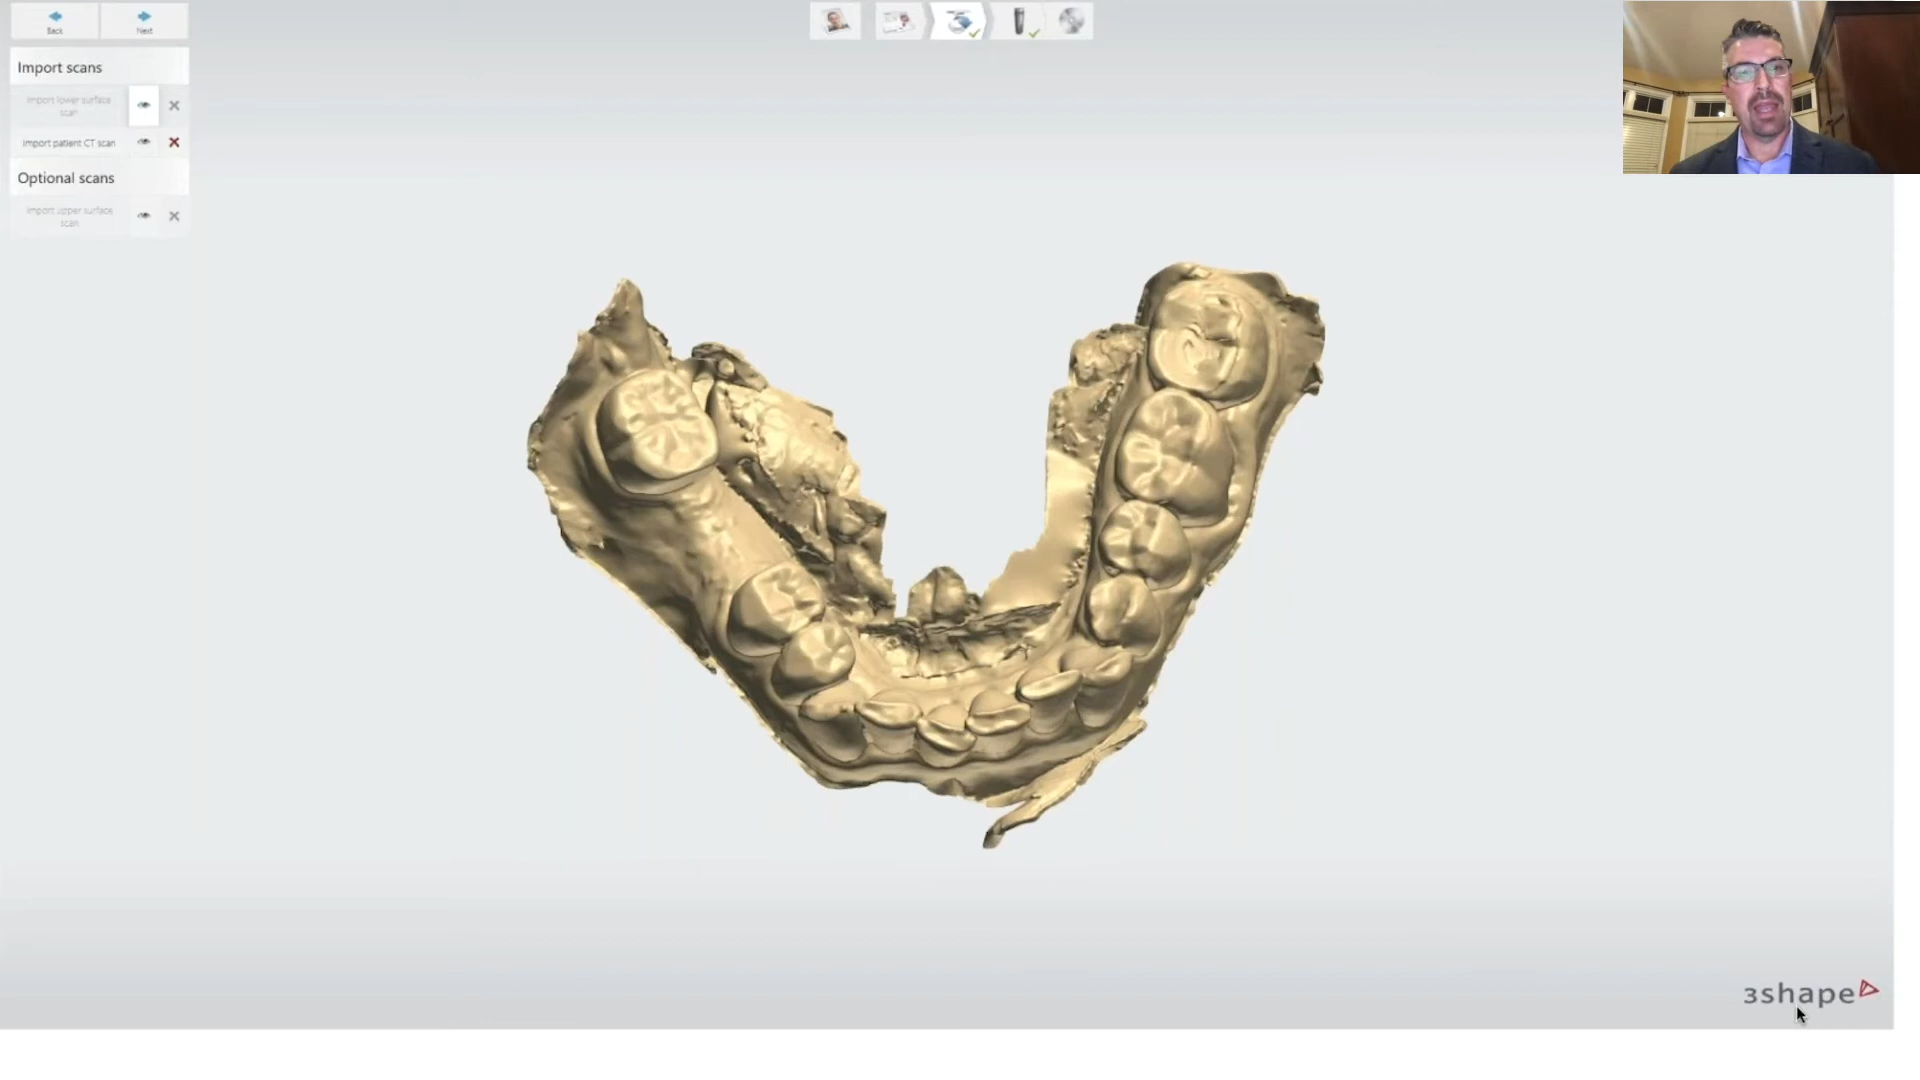 Back
Next
Import scans
Import lower surface
scan
Import patient CT scan
Optional scans
Import upper surface
scan
3shape